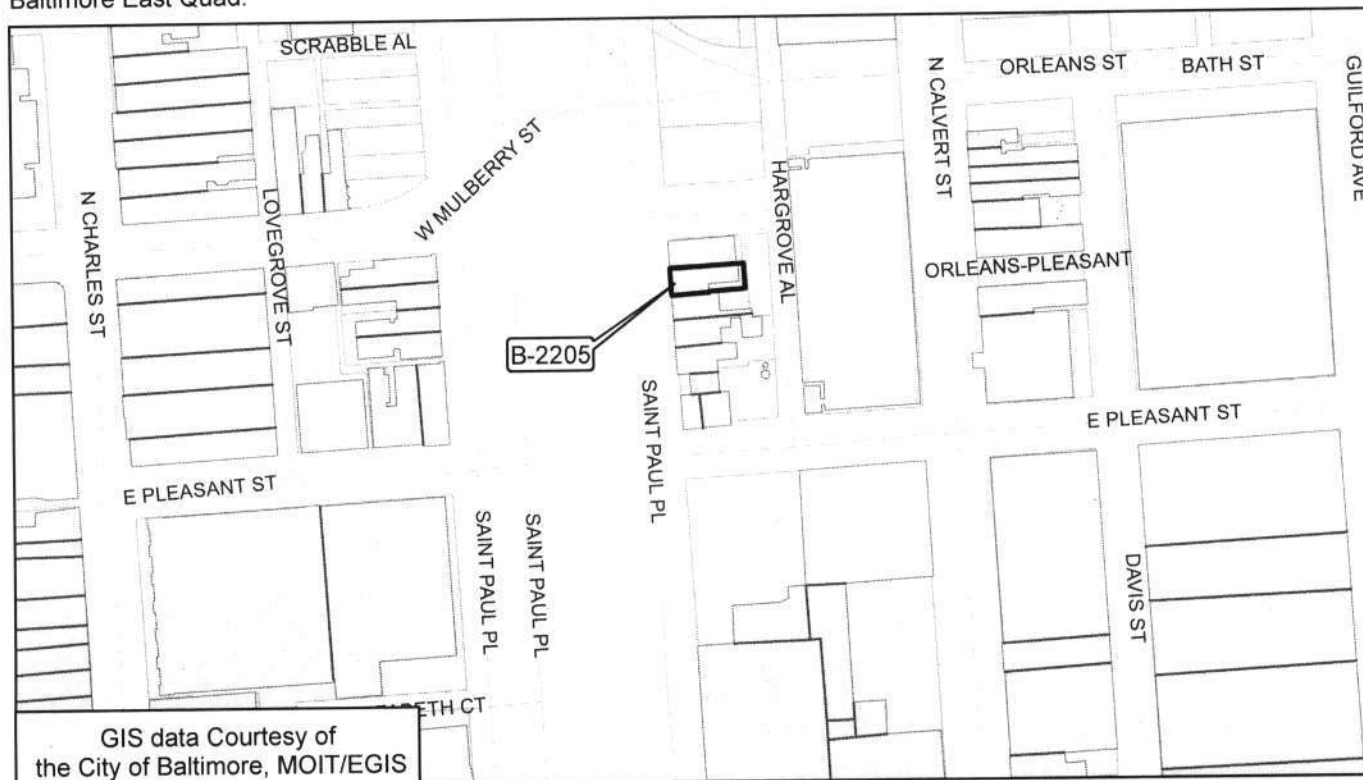 Baltimore East Quad.
SCRABBLE AL
ORLEANS ST
BATH ST
GUILFORD AVE
N CALVERT ST
W MULBERRY ST
HARGROVE AL
N CHARLES ST
LOVEGROVE ST
ORLEANS-PLEASANT
B-2205
SAINT PAUL PL
E PLEASANT ST
E PLEASANT ST
SAINT PAUL PL
SAINT PAUL PL
DAVIS ST
CT
GIS data Courtesy of
the City of Baltimore, MOIT/EGIS